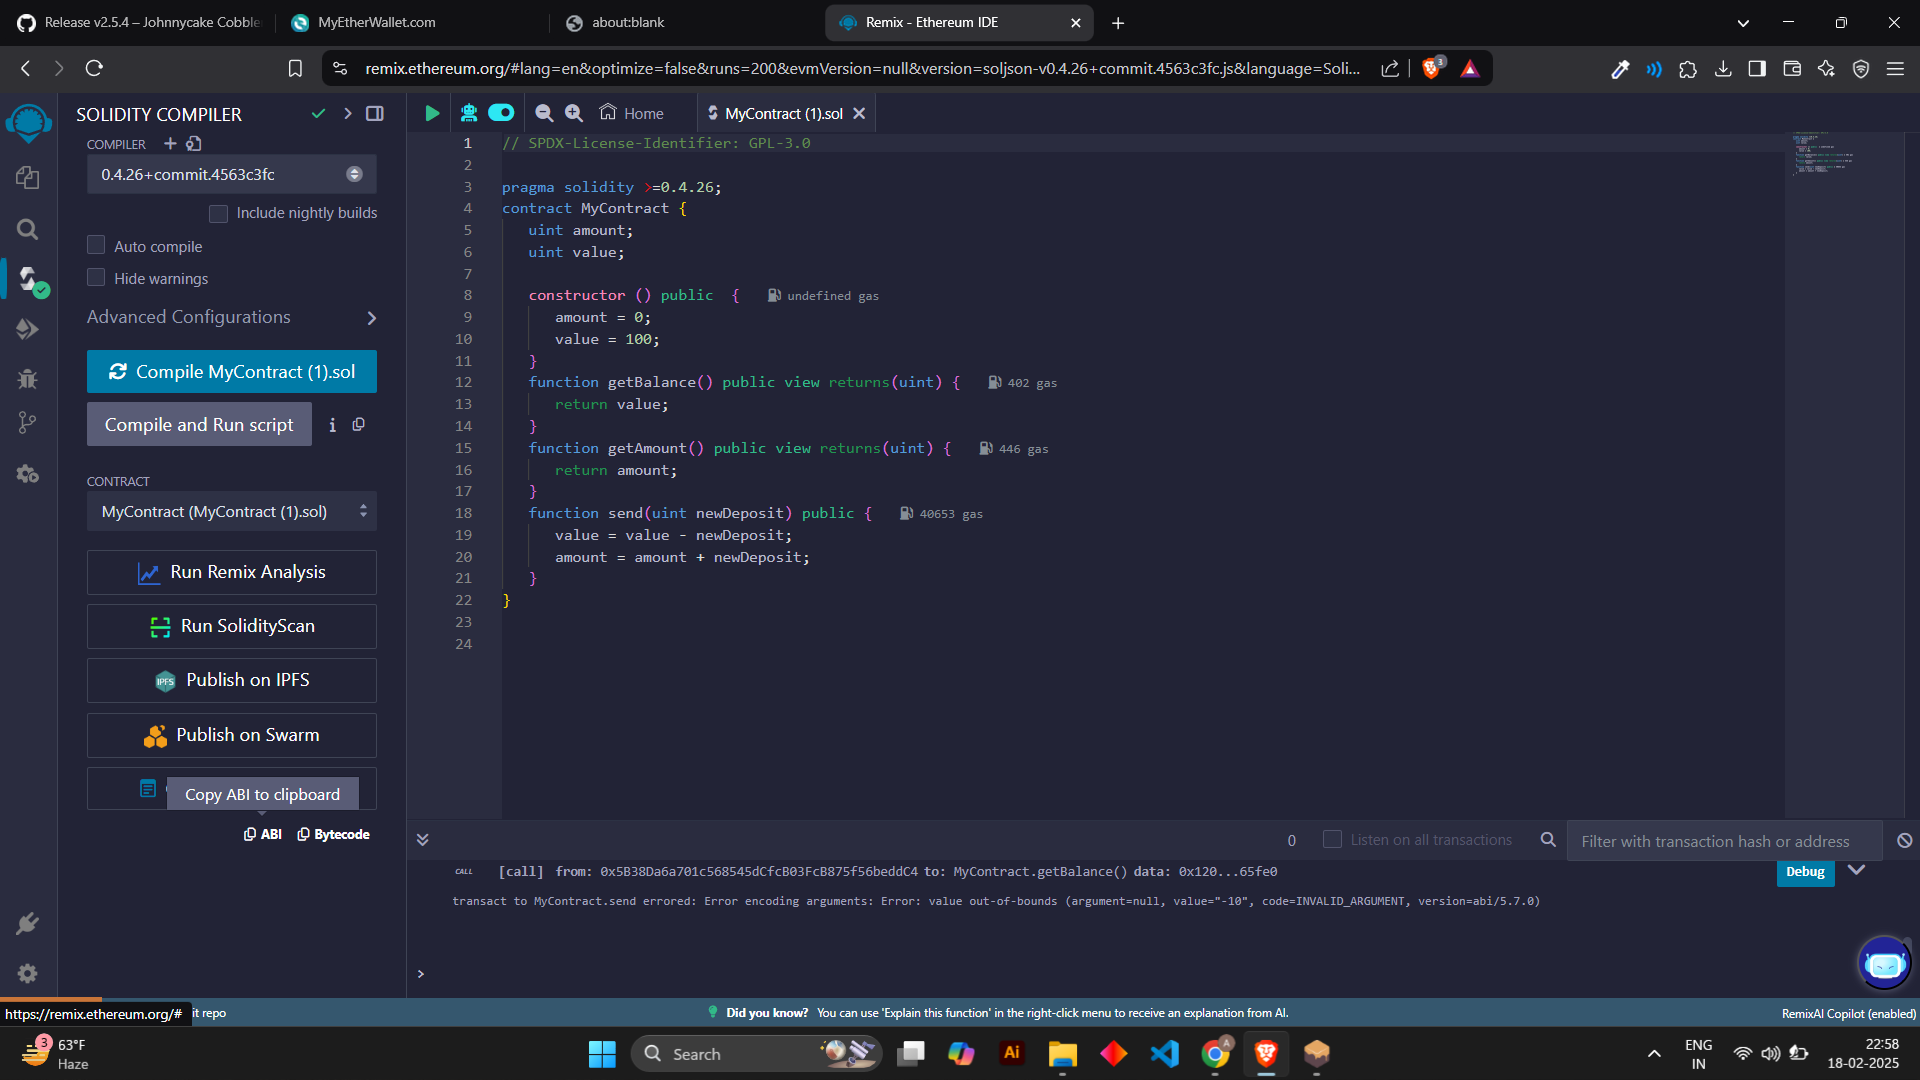 Release v2.5.4 – Johnnycake Cobble
MyEtherWallet.com
about:blank
Remix - Ethereum IDE
remix.ethereum.org/#lang=en&optimize=false&runs=200&evmVersion=null&version=soljson-v0.4.26+commit.4563c3fc.js&language=Soli...
3
SOLIDITY COMPILER
COMPILER
0.4.26+commit.4563c3fc
Include nightly builds
Auto compile
Hide warnings
Advanced Configurations
Compile MyContract (1).sol
Compile and Run script
CONTRACT
MyContract (MyContract (1).sol)
Run Remix Analysis
Run SolidityScan
IPFS
Publish on IPFS
Publish on Swarm
Copy ABI to clipboard
ABI
Bytecode
Home
MyContract (1).sol
1 // SPDX-License-Identifier: GPL-3.0
2
3 pragma solidity >=0.4.26;
4 contract MyContract {
5 uint amount;
6 uint value;
7
8 constructor () public  { undefined gas
9 amount = 0;
10 value = 100;
11 }
12 function getBalance() public view returns(uint) { 402 gas
13 return value;
14 }
15 function getAmount() public view returns(uint) { 446 gas
16 return amount;
17 }
18 function send(uint newDeposit) public { 40653 gas
19 value = value - newDeposit;
20 amount = amount + newDeposit;
21 }
22 }
23
24
0
Listen on all transactions
Filter with transaction hash or address
CALL [call] from: 0x5B38Da6a701c568545dCfcB03FcB875f56beddC4 to: MyContract.getBalance() data: 0x120...65fe0
Debug
transact to MyContract.send errored: Error encoding arguments: Error: value out-of-bounds (argument=null, value="-10", code=INVALID_ARGUMENT, version=abi/5.7.0)
>
https://remix.ethereum.org/#
it repo
Did you know? You can use 'Explain this function' in the right-click menu to receive an explanation from AI.
RemixAI Copilot (enabled)
3
63°F
Haze
Search
Ai
A
ENG
IN
22:58
18-02-2025